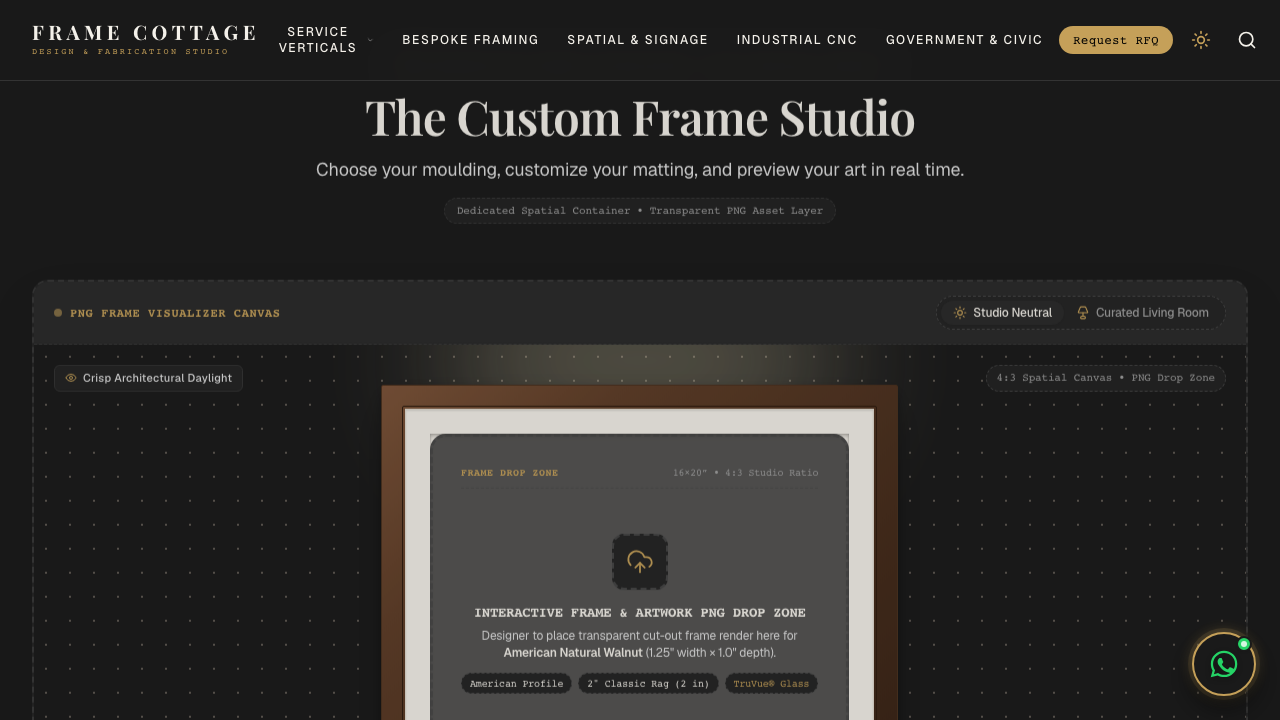 FRAME COTTAGE
DESIGN & FABRICATION STUDIO
SERVICE
VERTICALS
BESPOKE FRAMING
SPATIAL & SIGNAGE
INDUSTRIAL CNC
GOVERNMENT & CIVIC
Request RFQ
The Custom Frame Studio
Choose your moulding, customize your matting, and preview your art in real time.
Dedicated Spatial Container • Transparent PNG Asset Layer
PNG FRAME VISUALIZER CANVAS
Studio Neutral
Curated Living Room
Crisp Architectural Daylight
4:3 Spatial Canvas • PNG Drop Zone
FRAME DROP ZONE
16×20" • 4:3 Studio Ratio
INTERACTIVE FRAME & ARTWORK PNG DROP ZONE
Designer to place transparent cut-out frame render here for
American Natural Walnut (1.25" width × 1.0" depth).
American Profile
2" Classic Rag (2 in)
TruVue® Glass